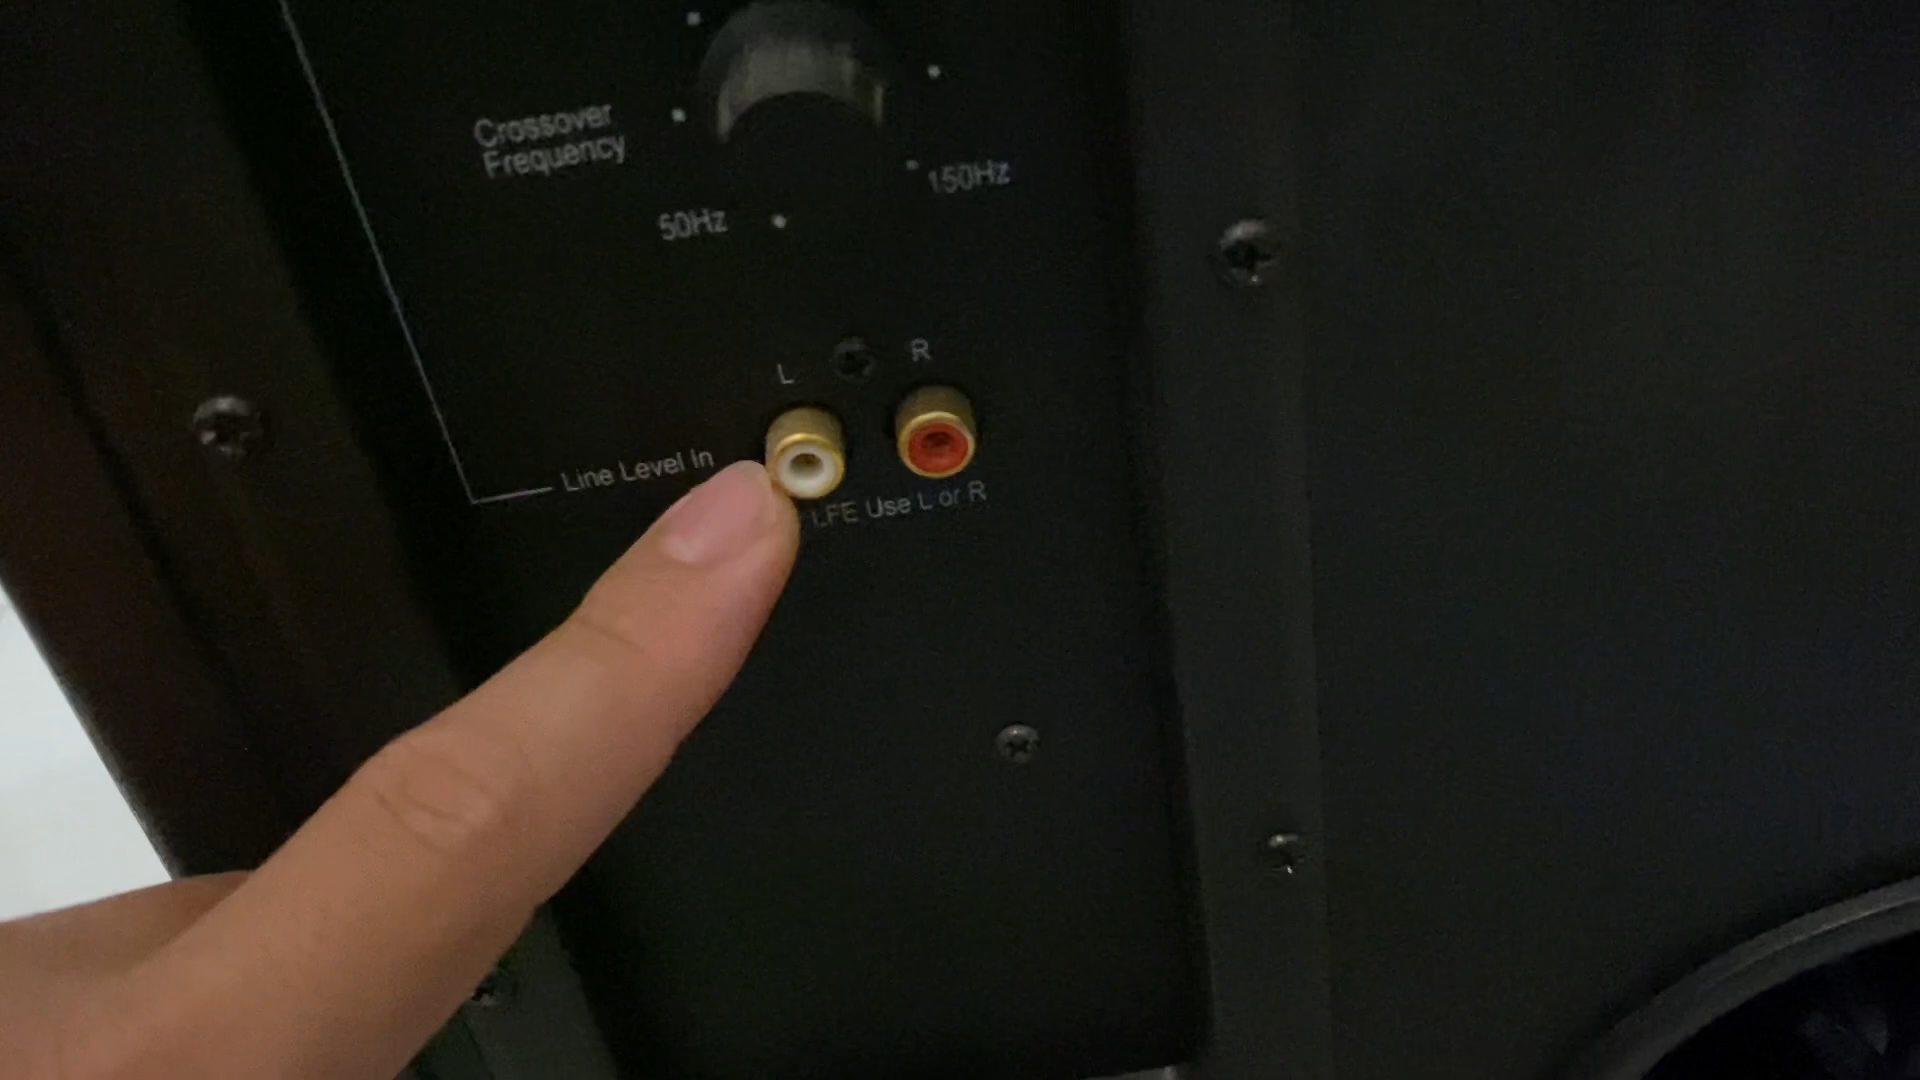 Crossover
Frequency
150Hz
50Hz
L
R
Line Level In
LFE Use L or R